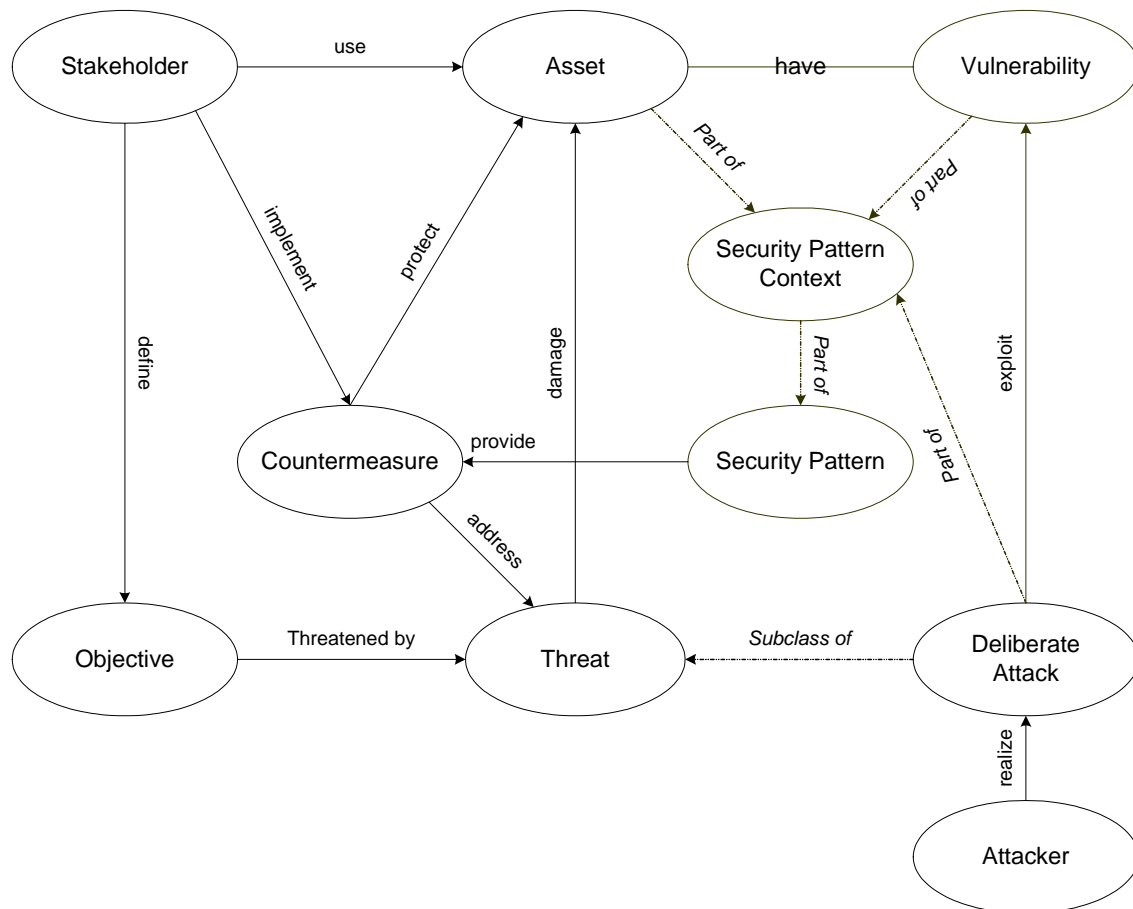 Stakeholder
use
Asset
have
Vulnerability
Part of
Part of
implement
protect
Security Pattern
Context
define
damage
Part of
exploit
Countermeasure
provide
Security Pattern
Part of
address
Objective
Threatened by
Threat
Subclass of
Deliberate
Attack
realize
Attacker